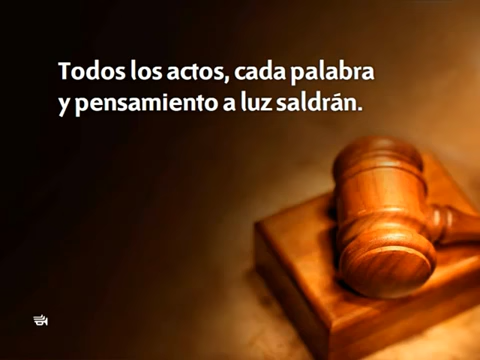 Todos los actos, cada palabra
y pensamiento a luz saldrán.